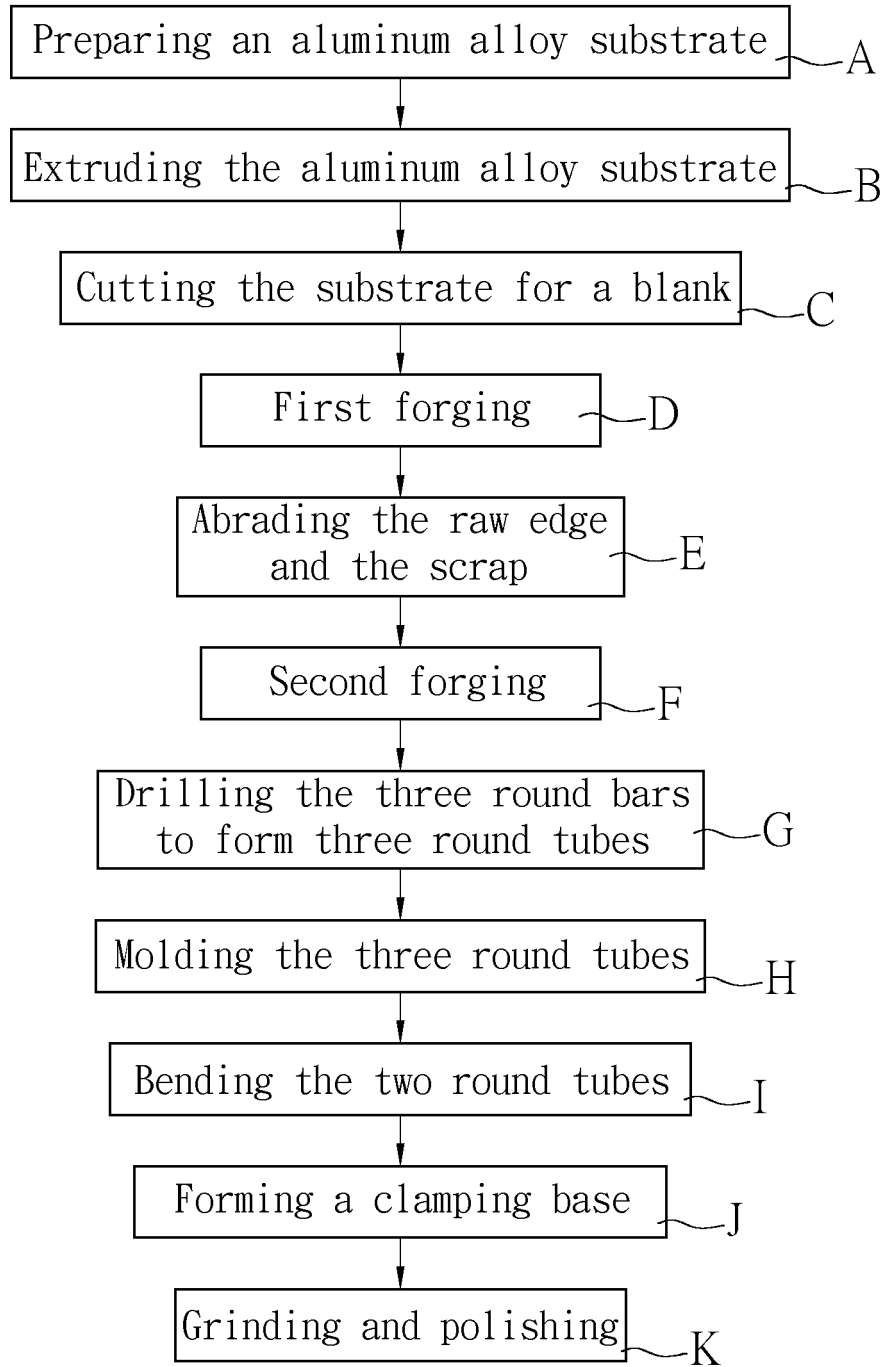 Preparing an aluminum alloy substrate
A
Extruding the aluminum alloy substrate
B
Cutting the substrate for a blank
C
First forging
D
Abrading the raw edge
and the scrap
E
Second forging
F
Drilling the three round bars
to form three round tubes
G
Molding the three round tubes
H
Bending the two round tubes
I
Forming a clamping base
J
Grinding and polishing
K